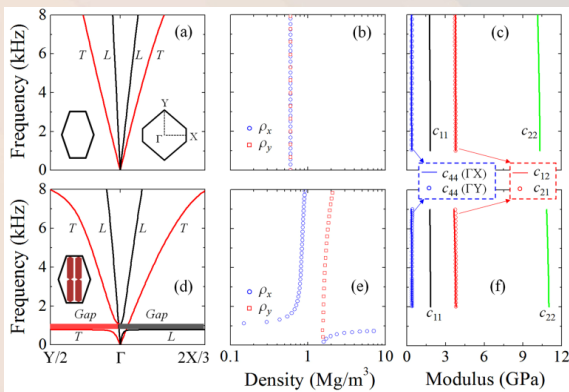 Frequency (kHz)
8
6
4
2
0
T
L
L
T
(a)
Y
Γ
X
(b)
ρx
ρy
(c)
c11
c12
c22
c44 (ΓX)
c44 (ΓY)
c12
c21
Frequency (kHz)
8
6
4
2
0
T
L
L
T
(d)
Gap
Gap
T
L
Y/2
Γ
2X/3
(e)
ρx
ρy
0.1
1
10
Density (Mg/m³)
(f)
c11
c22
0
3
6
9
12
Modulus (GPa)